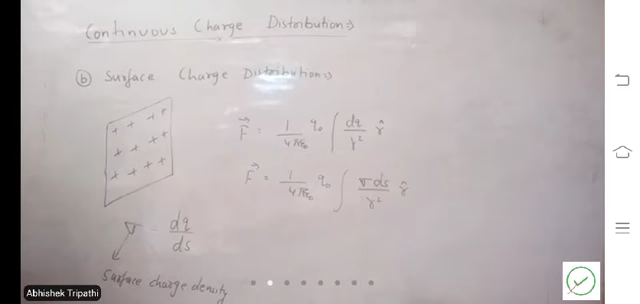 Continuous Charge Distribution:→
(b) Surface Charge Distribution:→
+ + + +
+ + + +
+ + + +
F⃗ = 1/4πε₀ q₀ ∫ dq/r² r̂
F⃗ = 1/4πε₀ q₀ ∫ σ ds/r² r̂
σ = dq/ds
Surface charge density
Abhishek Tripathi